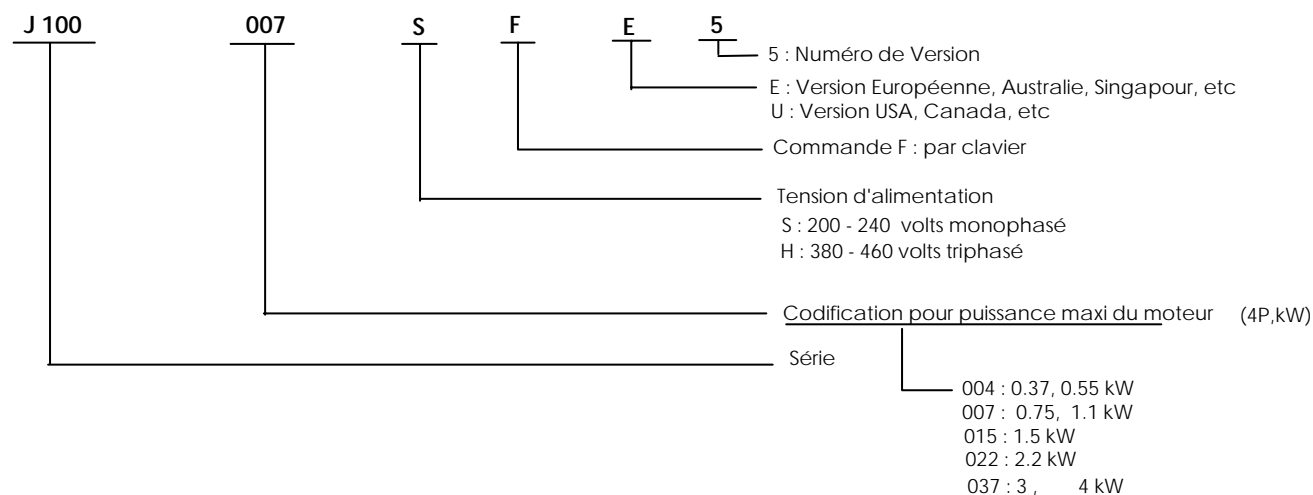 J 100 007 S F E 5
5 : Numéro de Version
E : Version Européenne, Australie, Singapour, etc
U : Version USA, Canada, etc
Commande F : par clavier
Tension d'alimentation
S : 200 - 240 volts monophasé
H : 380 - 460 volts triphasé
Codification pour puissance maxi du moteur (4P,kW)
Série
004 : 0.37, 0.55 kW
007 : 0.75, 1.1 kW
015 : 1.5 kW
022 : 2.2 kW
037 : 3 , 4 kW